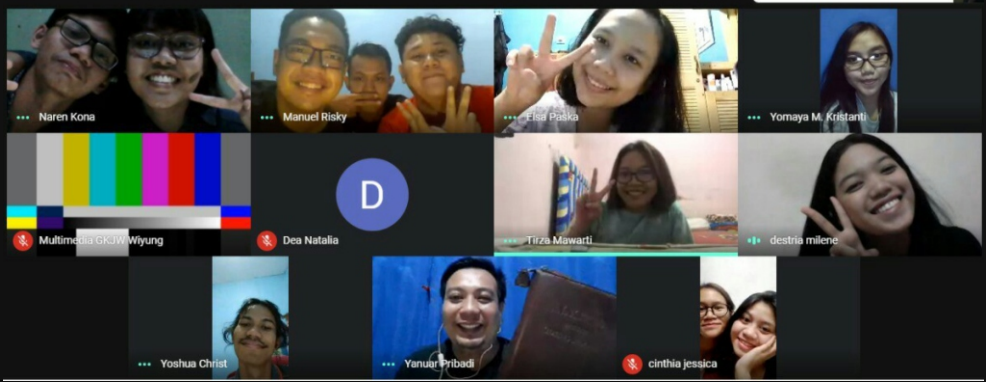 Naren Kona
Manuel Risky
Elsa Paska
Yomaya M. Kristanti
Multimedia GKJW Wiyung
D
Dea Natalia
Tirza Mawarti
destria milene
Yoshua Christ
Yanuar Pribadi
cinthia jessica